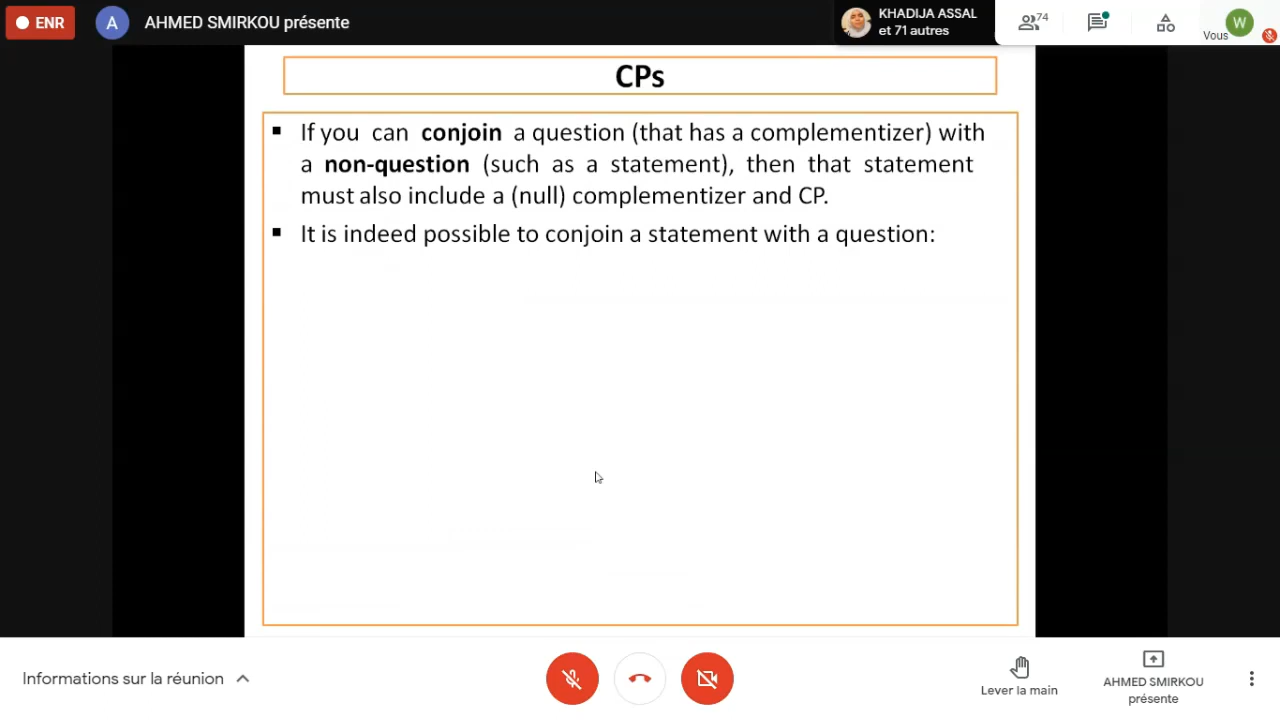 ENR
A
AHMED SMIRKOU présente
KHADIJA ASSAL
et 71 autres
74
Vous
W
CPs
▪ If you can conjoin a question (that has a complementizer) with
a non-question (such as a statement), then that statement
must also include a (null) complementizer and CP.
▪ It is indeed possible to conjoin a statement with a question:
Informations sur la réunion
Lever la main
AHMED SMIRKOU
présente